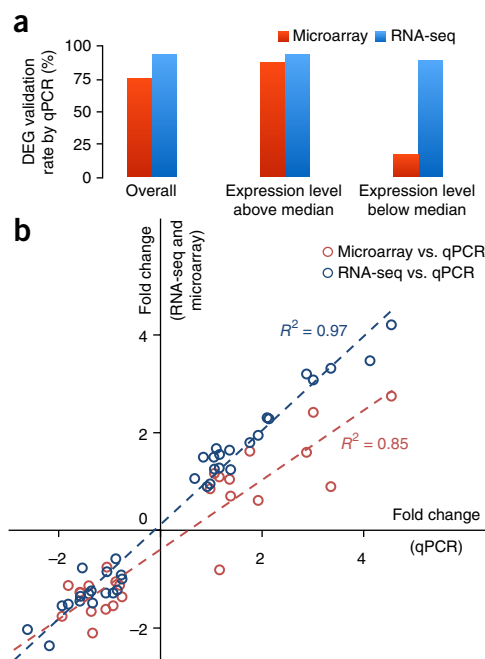 a
Microarray RNA-seq
DEG validation
rate by qPCR (%)
100
75
50
25
0
Overall
Expression level
above median
Expression level
below median
b
Fold change
(RNA-seq and
microarray)
Microarray vs. qPCR
RNA-seq vs. qPCR
4
R² = 0.97
2
R² = 0.85
0
Fold change
(qPCR)
−2 2 4
−2